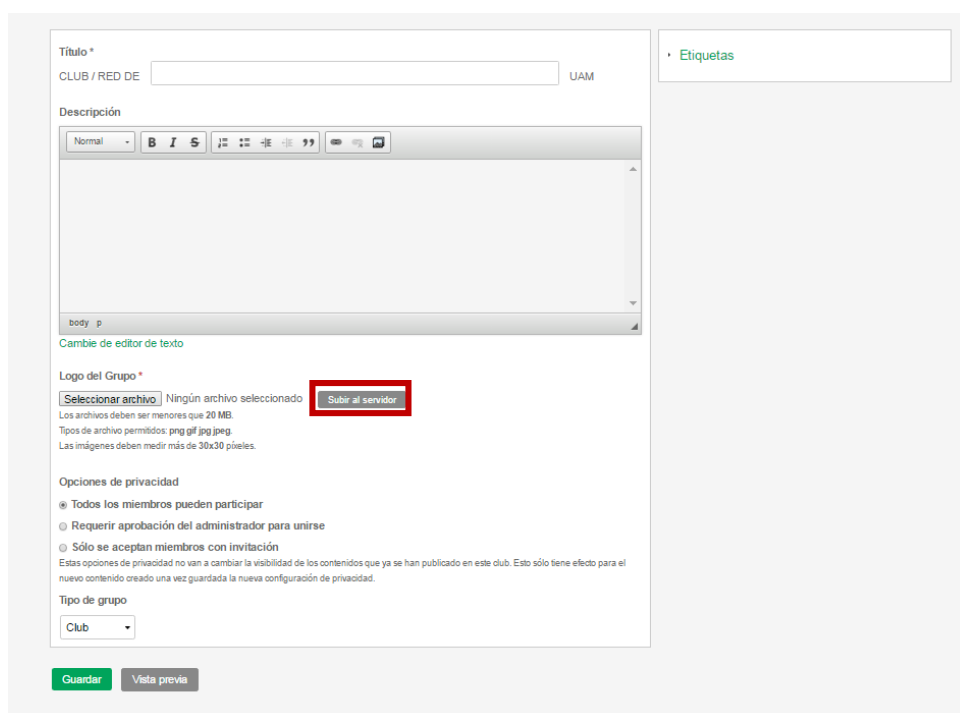 Título *
CLUB / RED DE UAM
Etiquetas
Descripción
Normal B I S
body p
Cambie de editor de texto
Logo del Grupo *
Seleccionar archivo Ningún archivo seleccionado Subir al servidor
Los archivos deben ser menores que 20 MB.
Tipos de archivo permitidos: png gif jpg jpeg.
Las imágenes deben medir más de 30x30 píxeles.
Opciones de privacidad
Todos los miembros pueden participar
Requerir aprobación del administrador para unirse
Sólo se aceptan miembros con invitación
Estas opciones de privacidad no van a cambiar la visibilidad de los contenidos que ya se han publicado en este club. Esto sólo tiene efecto para el
nuevo contenido creado una vez guardada la nueva configuración de privacidad.
Tipo de grupo
Club
Guardar Vista previa